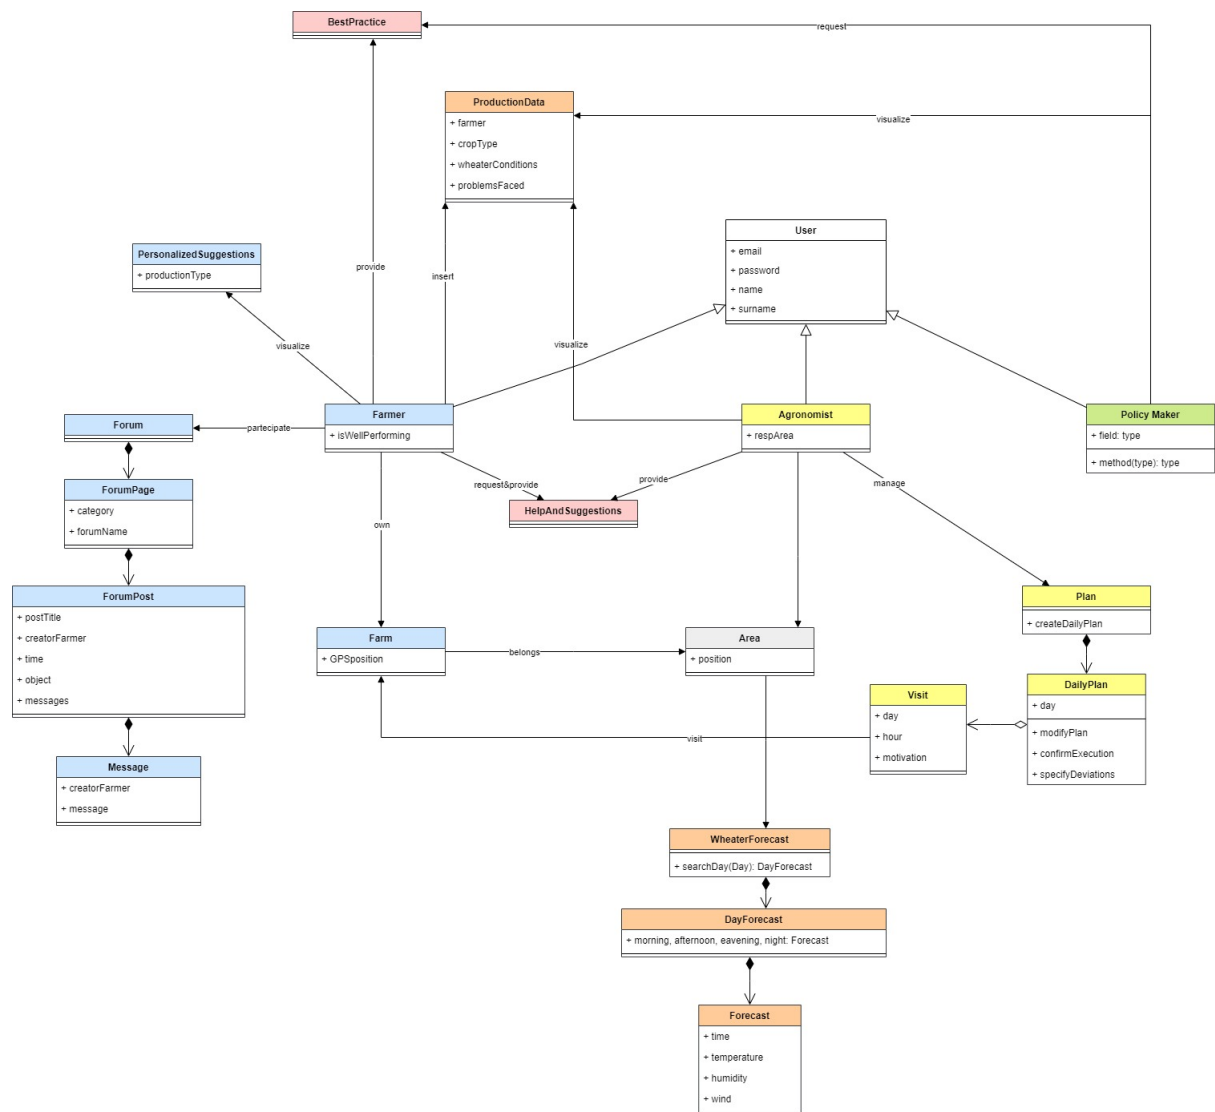 BestPractice
request
ProductionData
+ farmer
+ cropType
+ wheaterConditions
+ problemsFaced
visualize
User
+ email
+ password
+ name
+ surname
PersonalizedSuggestions
+ productionType
provide
insert
visualize
visualize
Farmer
+ isWellPerforming
Agronomist
+ respArea
Policy Maker
+ field: type
+ method(type): type
Forum
partecipate
ForumPage
+ category
+ forumName
request&provide
provide
manage
HelpAndSuggestions
own
ForumPost
+ postTitle
+ creatorFarmer
+ time
+ object
+ messages
Plan
+ createDailyPlan
Farm
+ GPSposition
belongs
Area
+ position
DailyPlan
+ day
+ modifyPlan
+ confirmExecution
+ specifyDeviations
Visit
+ day
+ hour
+ motivation
visit
Message
+ creatorFarmer
+ message
WheaterForecast
+ searchDay(Day): DayForecast
DayForecast
+ morning, afternoon, eavening, night: Forecast
Forecast
+ time
+ temperature
+ humidity
+ wind